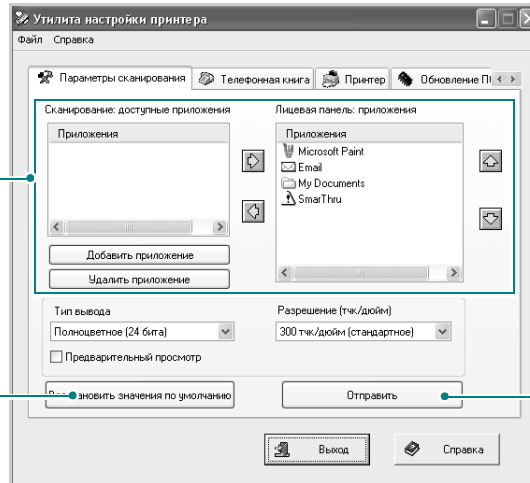 Утилита настройки принтера
Файл Справка
Параметры сканирования Телефонная книга Принтер Обновление
Сканирование: доступные приложения
Приложения
Добавить приложение
Удалить приложение
Лицевая панель: приложения
Приложения
Microsoft Paint
Email
My Documents
SmarThru
Тип вывода
Полноцветное (24 бита)
Предварительный просмотр
Разрешение (тчк/дюйм)
300 тчк/дюйм (стандартное)
значения по умолчанию
Отправить
Выход
Справка